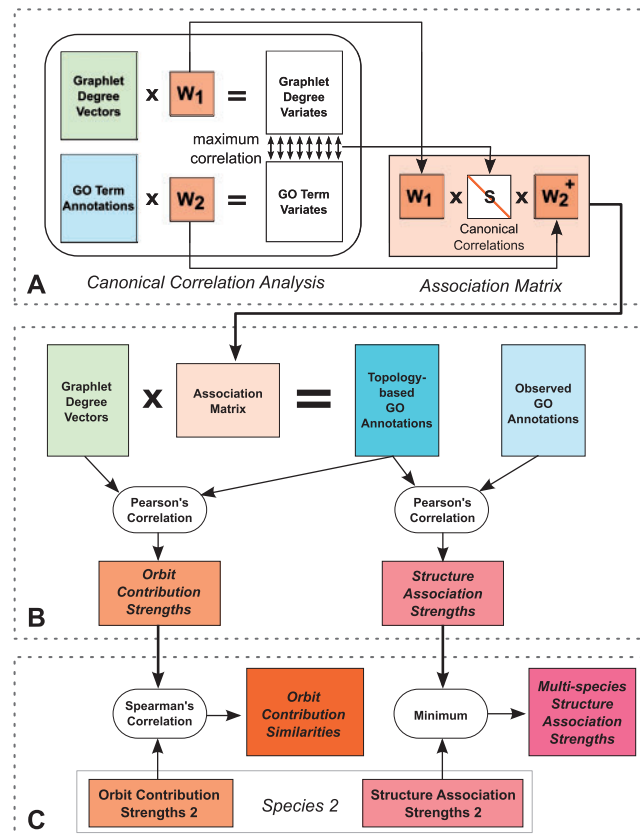 Graphlet
Degree
Vectors
x
W1
=
Graphlet
Degree
Variates
maximum
correlation
GO Term
Annotations
x
W2
=
GO Term
Variates
W1
x
S
x
W2+
Canonical
Correlations
A
Canonical Correlation Analysis
Association Matrix
Graphlet
Degree
Vectors
x
Association
Matrix
=
Topology-
based
GO
Annotations
Observed
GO
Annotations
Pearson's
Correlation
Pearson's
Correlation
Orbit
Contribution
Strengths
Structure
Association
Strengths
B
Spearman's
Correlation
Orbit
Contribution
Similarities
Minimum
Multi-species
Structure
Association
Strengths
Orbit Contribution
Strengths 2
Species 2
Structure Association
Strengths 2
C